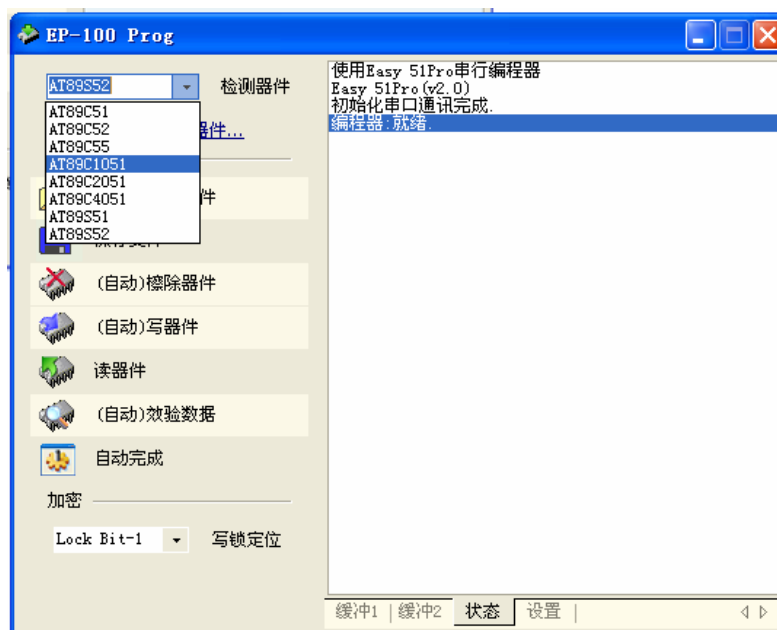 EP-100 Prog
AT89S52
检测器件
AT89C51
AT89C52
AT89C55
AT89C1051
AT89C2051
AT89C4051
AT89S51
AT89S52
器件...
件
(自动)擦除器件
(自动)写器件
读器件
(自动)效验数据
自动完成
加密
Lock Bit-1
写锁定位
使用Easy 51Pro串行编程器
Easy 51Pro(v2.0)
初始化串口通讯完成.
编程器:就绪.
缓冲1 | 缓冲2 状态 设置 |